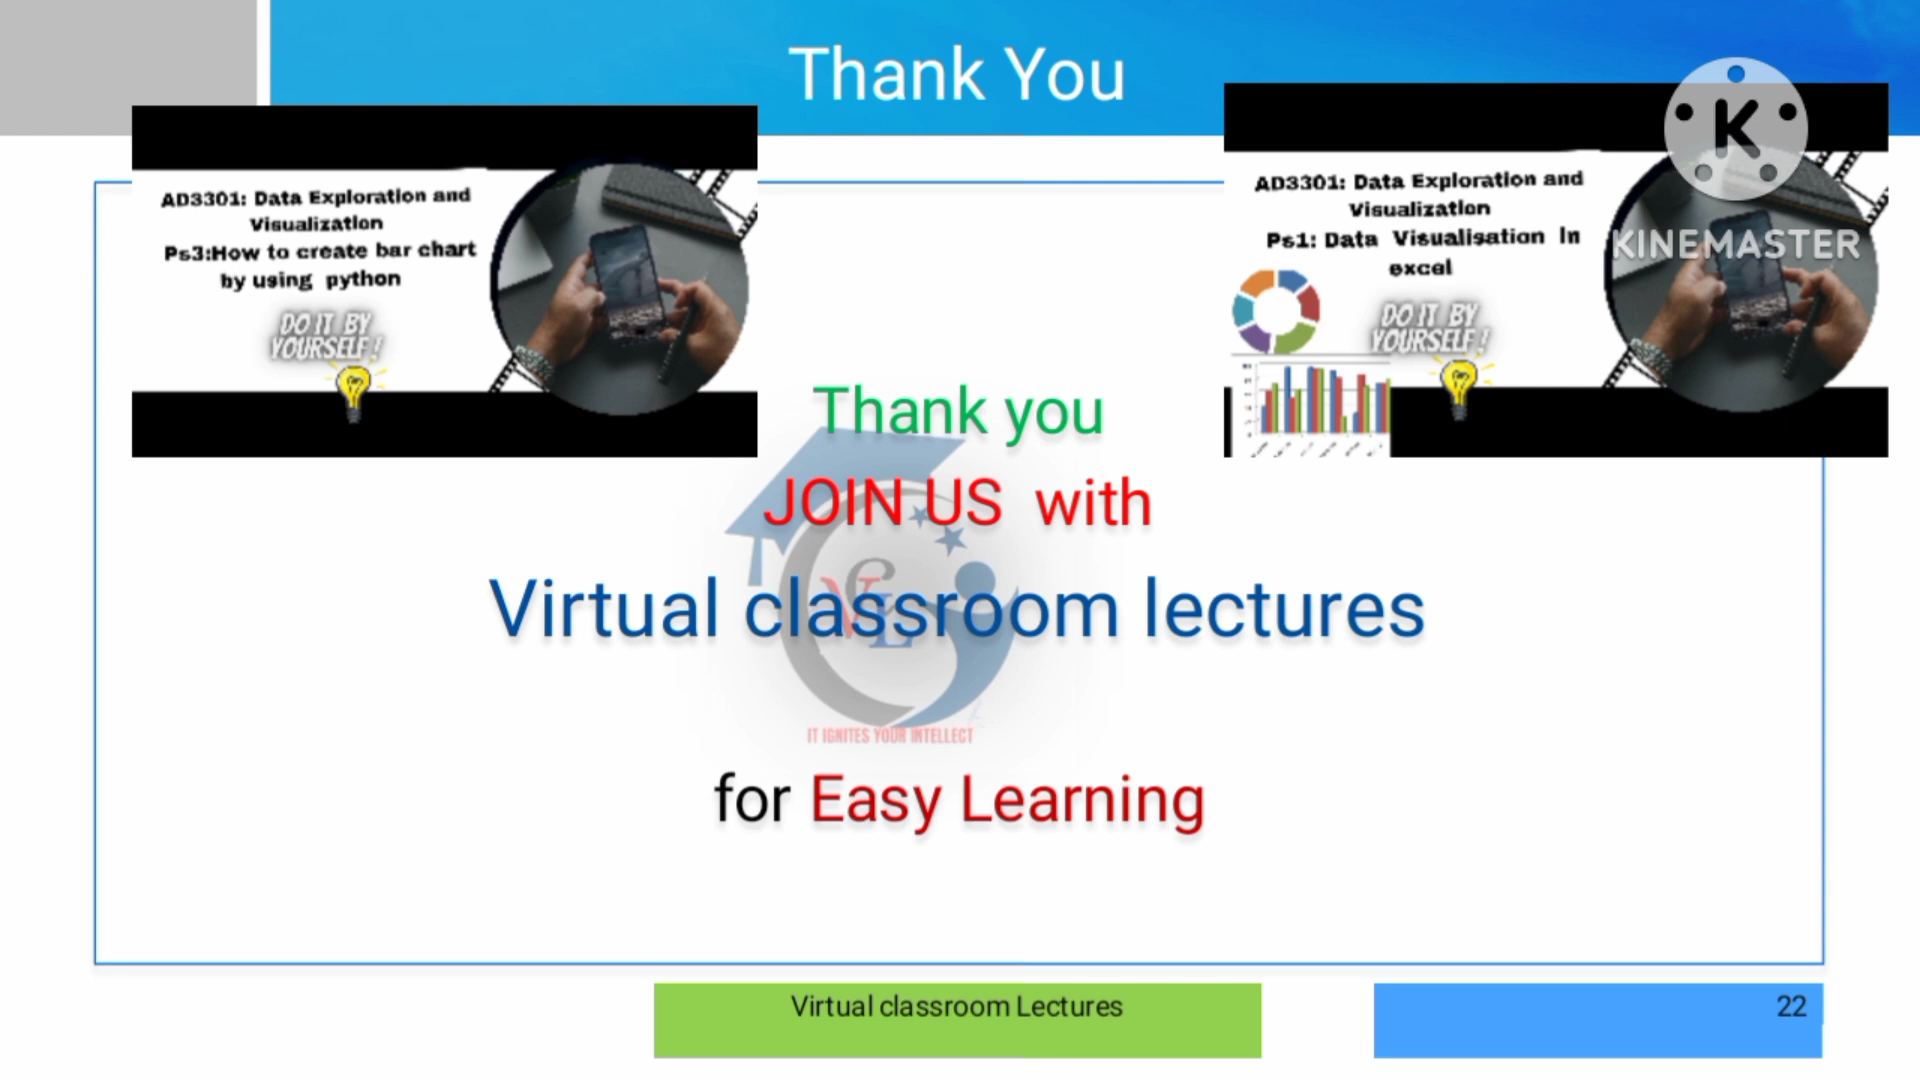 Thank You
AD3301: Data Exploration and
Visualization
Ps3:How to create bar chart
by using python
DO IT BY
YOURSELF!
AD3301: Data Exploration and
Visualization
Ps1: Data Visualisation In
excel
DO IT BY
YOURSELF!
K
KINEMASTER
Thank you
JOIN US with
Virtual classroom lectures
VcL
IT IGNITES YOUR INTELLECT
for Easy Learning
Virtual classroom Lectures
22